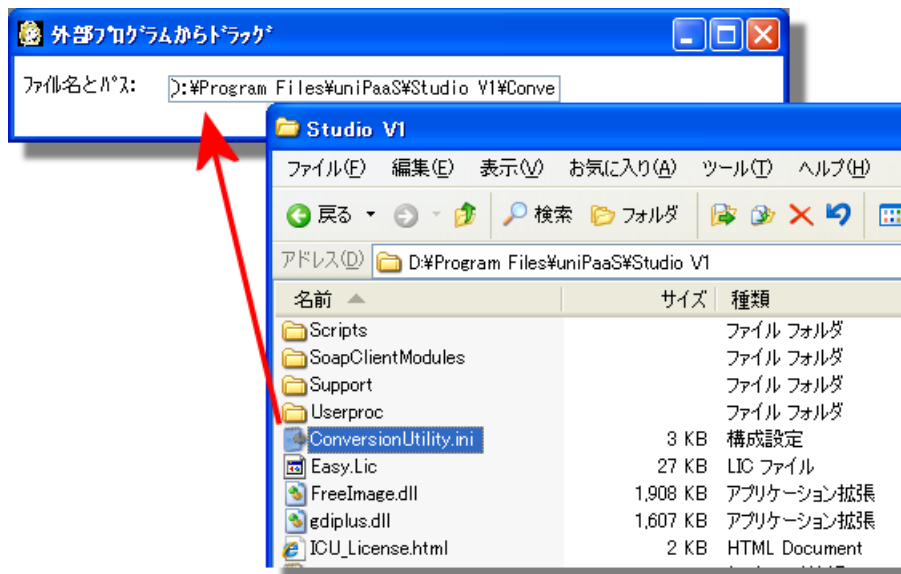 外部ﾌﾟﾛｸﾞﾗﾑからﾄﾞﾗｯｸﾞ
ﾌｧｲﾙ名とﾊﾟｽ:
):¥Program Files¥uniPaaS¥Studio V1¥Conve
Studio V1
ファイル(F) 編集(E) 表示(V) お気に入り(A) ツール(T) ヘルプ(H)
戻る 検索 フォルダ
アドレス(D) D:¥Program Files¥uniPaaS¥Studio V1
名前 サイズ 種類
Scripts ファイル フォルダ
SoapClientModules ファイル フォルダ
Support ファイル フォルダ
Userproc ファイル フォルダ
ConversionUtility.ini 3 KB 構成設定
Easy.Lic 27 KB LIC ファイル
FreeImage.dll 1,908 KB アプリケーション拡張
gdiplus.dll 1,607 KB アプリケーション拡張
ICU_License.html 2 KB HTML Document